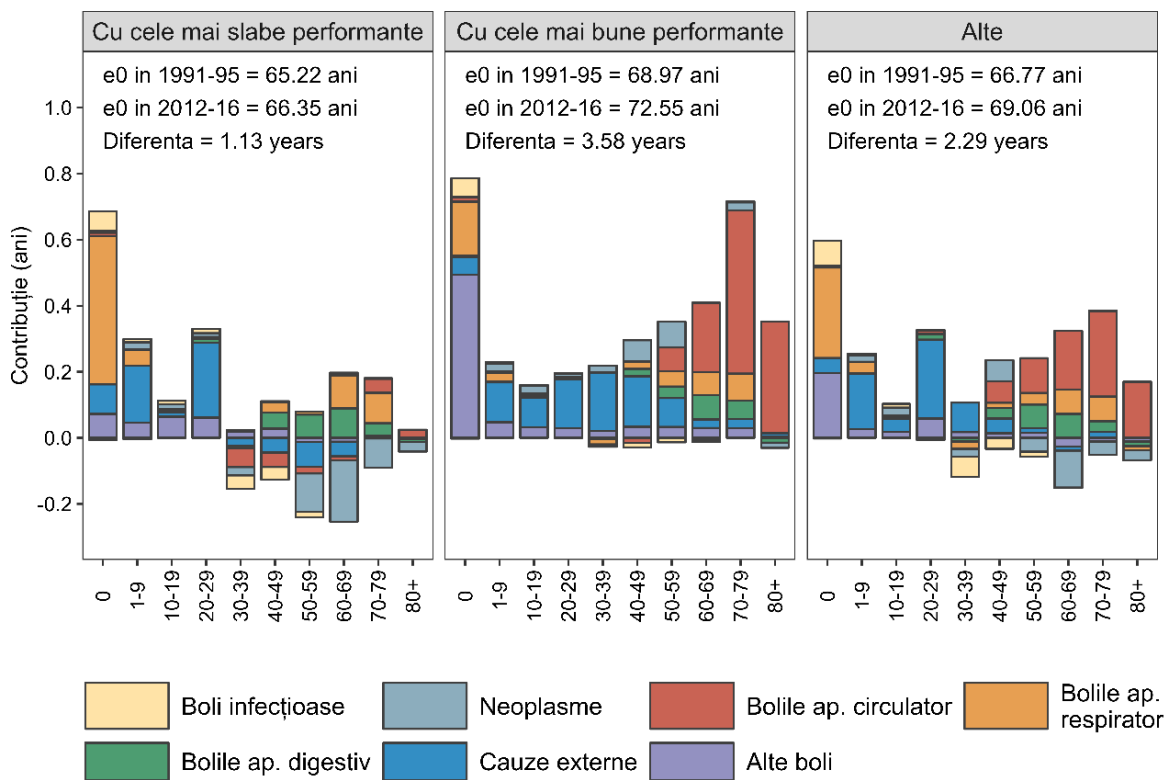 Cu cele mai slabe performante
Cu cele mai bune performante
Alte
e0 in 1991-95 = 65.22 ani
e0 in 2012-16 = 66.35 ani
Diferenta = 1.13 years
e0 in 1991-95 = 68.97 ani
e0 in 2012-16 = 72.55 ani
Diferenta = 3.58 years
e0 in 1991-95 = 66.77 ani
e0 in 2012-16 = 69.06 ani
Diferenta = 2.29 years
Contribuție (ani)
1.0
0.8
0.6
0.4
0.2
0.0
-0.2
0
1-9
10-19
20-29
30-39
40-49
50-59
60-69
70-79
80+
0
1-9
10-19
20-29
30-39
40-49
50-59
60-69
70-79
80+
0
1-9
10-19
20-29
30-39
40-49
50-59
60-69
70-79
80+
Boli infecțioase
Neoplasme
Bolile ap. circulator
Bolile ap.
respirator
Bolile ap. digestiv
Cauze externe
Alte boli